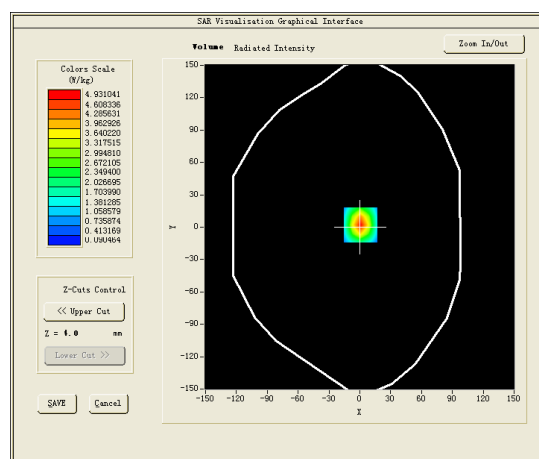 SAR Visualisation Graphical Interface
Volume Radiated Intensity
Zoom In/Out
Colors Scale
(W/kg)
4.931041
4.608336
4.285631
3.962926
3.640220
3.317515
2.994810
2.672105
2.349400
2.026695
1.703990
1.381285
1.058579
0.735874
0.413169
0.090464
Z-Cuts Control
<< Upper Cut
Z = 4.0 mm
Lower Cut >>
SAVE Cancel
150
120
90
60
30
0
-30
-60
-90
-120
-150
Y
-150 -120 -90 -60 -30 0 30 60 90 120 150
X